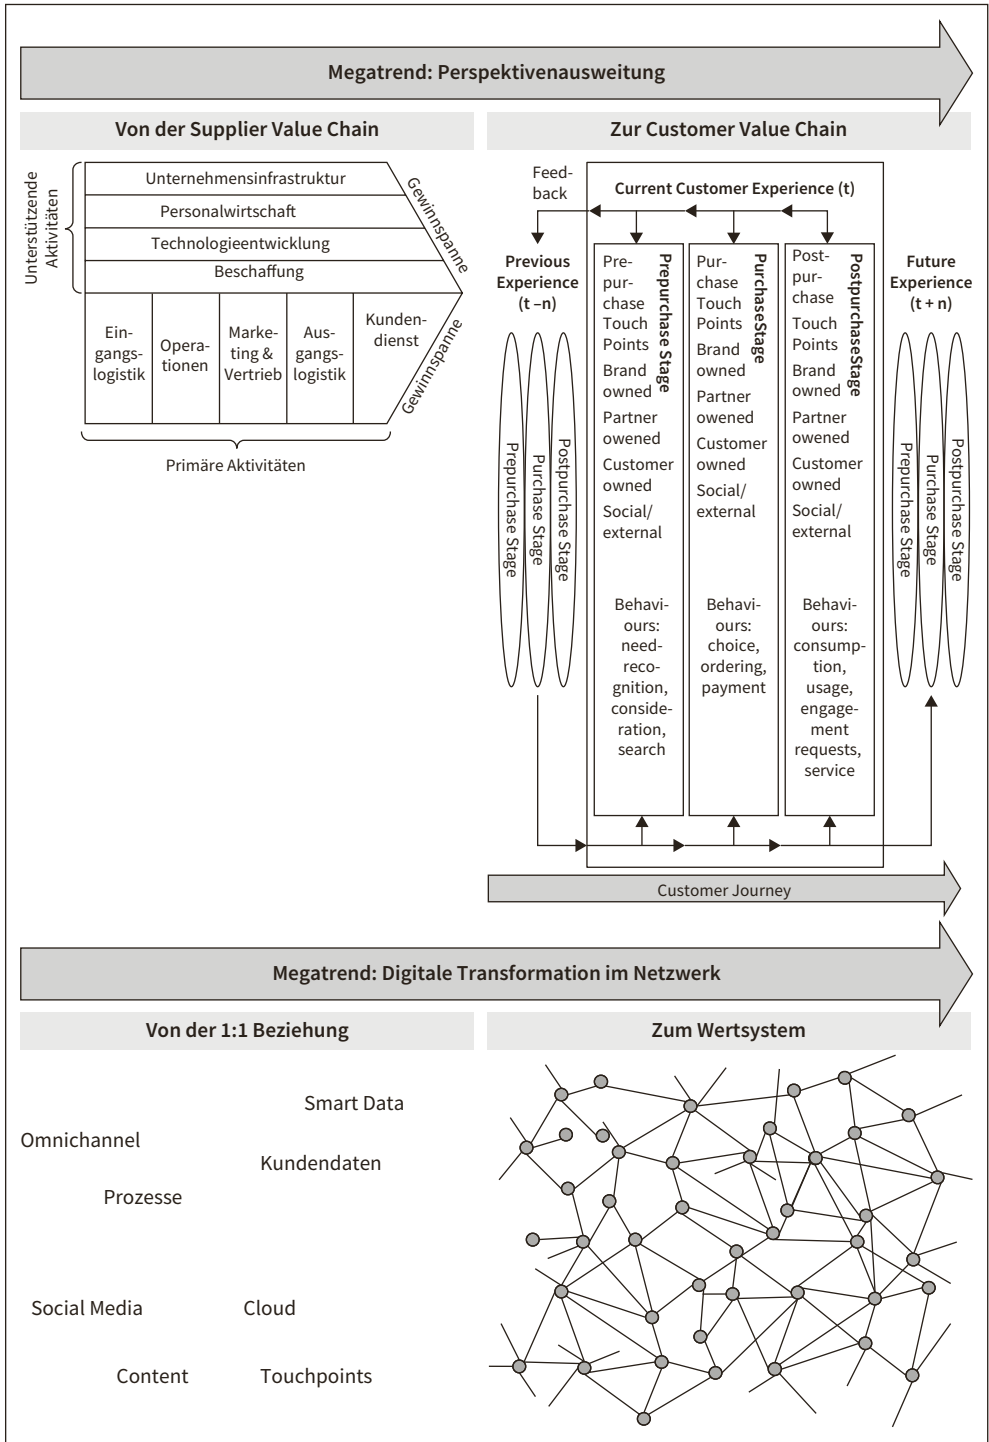 Megatrend: Perspektivenausweitung
Von der Supplier Value Chain
Unterstützende
Aktivitäten
Unternehmensinfrastruktur
Personalwirtschaft
Technologieentwicklung
Beschaffung
Gewinnspanne
Ein-
gangs-
logistik
Opera-
tionen
Marke-
ting &
Vertrieb
Aus-
gangs-
logistik
Kunden-
dienst
Gewinnspanne
Primäre Aktivitäten
Zur Customer Value Chain
Feed-
back
Current Customer Experience (t)
Previous
Experience
(t –n)
Prepurchase Stage
Purchase Stage
Postpurchase Stage
Pre-
pur-
chase
Touch
Points
Brand
owned
Partner
owened
Customer
owned
Social/
external
Prepurchase Stage
Behavi-
ours:
need-
reco-
gnition,
conside-
ration,
search
Pur-
chase
Touch
Points
Brand
owned
Partner
owened
Customer
owned
Social/
external
PurchaseStage
Behavi-
ours:
choice,
ordering,
payment
Post-
pur-
chase
Touch
Points
Brand
owned
Partner
owened
Customer
owned
Social/
external
PostpurchaseStage
Behavi-
ours:
consump-
tion,
usage,
engage-
ment
requests,
service
Future
Experience
(t + n)
Prepurchase Stage
Purchase Stage
Postpurchase Stage
Customer Journey
Megatrend: Digitale Transformation im Netzwerk
Von der 1:1 Beziehung
Smart Data
Omnichannel
Kundendaten
Prozesse
Social Media
Cloud
Content
Touchpoints
Zum Wertsystem